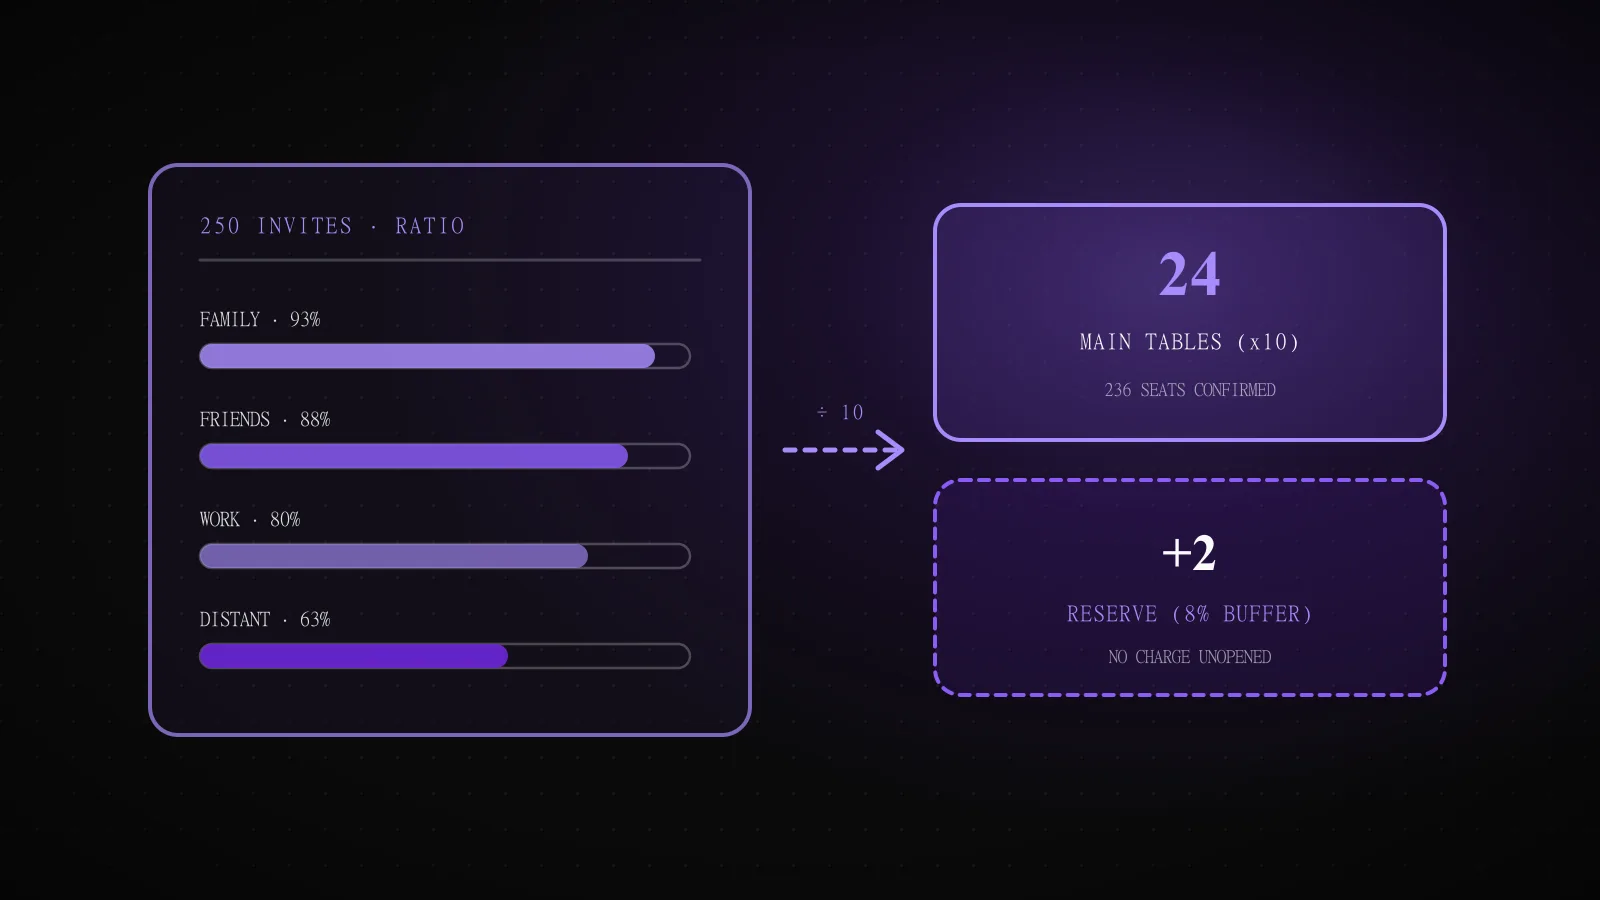 250 INVITES · RATIO
FAMILY · 93%
FRIENDS · 88%
WORK · 80%
DISTANT · 63%
÷ 10
24
MAIN TABLES (x10)
236 SEATS CONFIRMED
+2
RESERVE (8% BUFFER)
NO CHARGE UNOPENED